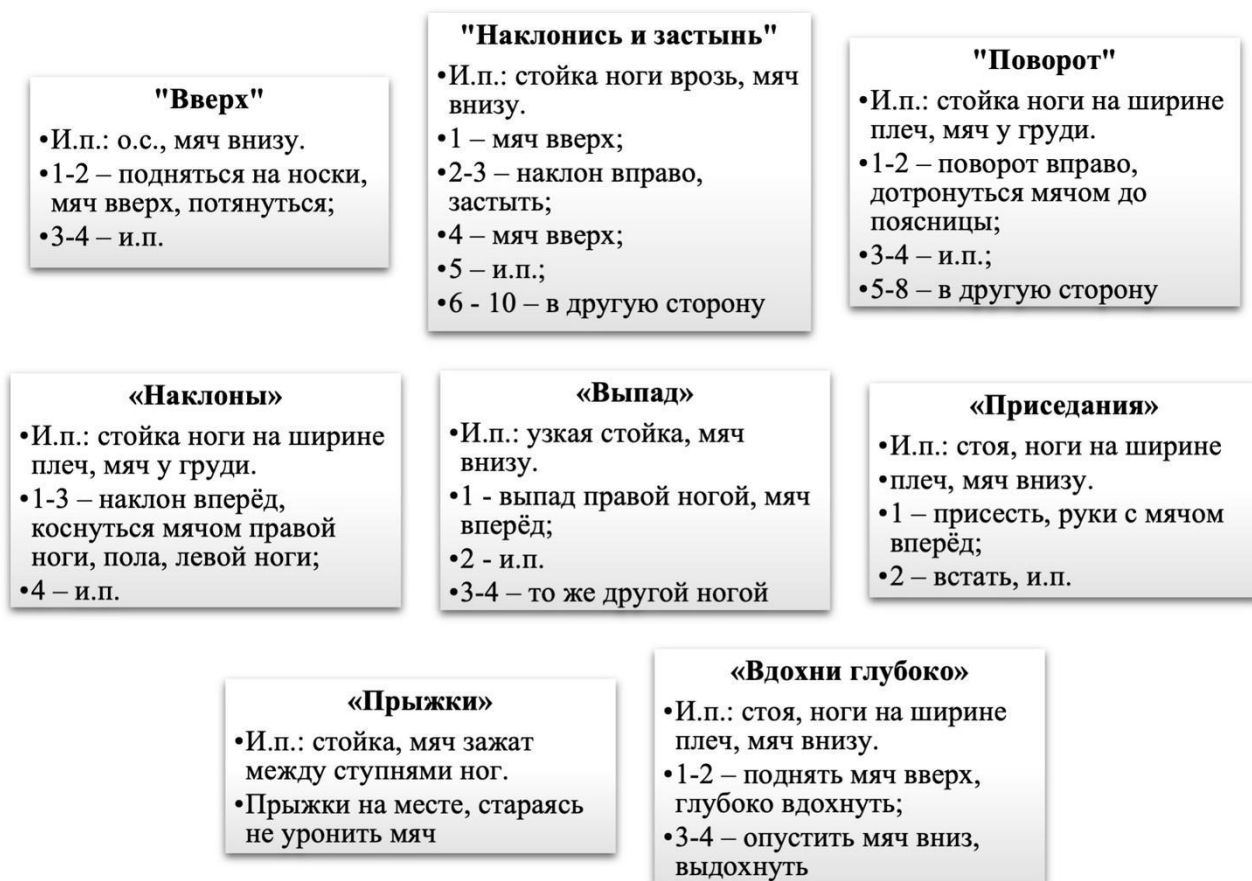 "Вверх"
•И.п.: о.с., мяч внизу.
•1-2 – подняться на носки,
мяч вверх, потянуться;
•3-4 – и.п.
"Наклонись и застынь"
•И.п.: стойка ноги врозь, мяч
внизу.
•1 – мяч вверх;
•2-3 – наклон вправо,
застыть;
•4 – мяч вверх;
•5 – и.п.;
•6 - 10 – в другую сторону
"Поворот"
•И.п.: стойка ноги на ширине
плеч, мяч у груди.
•1-2 – поворот вправо,
дотронуться мячом до
поясницы;
•3-4 – и.п.;
•5-8 – в другую сторону
«Наклоны»
•И.п.: стойка ноги на ширине
плеч, мяч у груди.
•1-3 – наклон вперёд,
коснуться мячом правой
ноги, пола, левой ноги;
•4 – и.п.
«Выпад»
•И.п.: узкая стойка, мяч
внизу.
•1 - выпад правой ногой, мяч
вперёд;
•2 - и.п.
•3-4 – то же другой ногой
«Приседания»
•И.п.: стоя, ноги на ширине
•плеч, мяч внизу.
•1 – присесть, руки с мячом
вперёд;
•2 – встать, и.п.
«Прыжки»
•И.п.: стойка, мяч зажат
между ступнями ног.
•Прыжки на месте, стараясь
не уронить мяч
«Вдохни глубоко»
•И.п.: стоя, ноги на ширине
плеч, мяч внизу.
•1-2 – поднять мяч вверх,
глубоко вдохнуть;
•3-4 – опустить мяч вниз,
выдохнуть